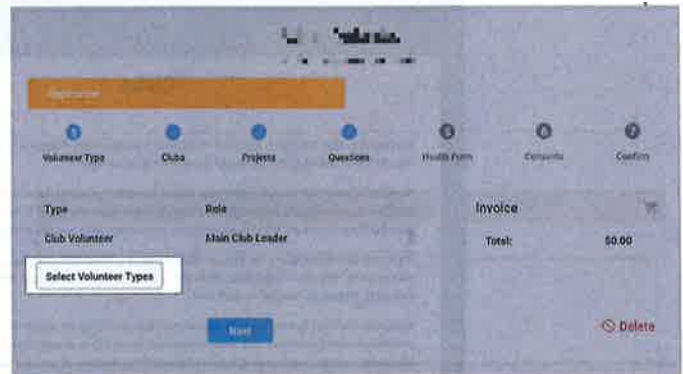 Volunteer Type Clubs Projects Questions Health Form Consents Confirm
Type Role Invoice
Club Volunteer Main Club Leader Total: $0.00
Select Volunteer Types
Next Delete